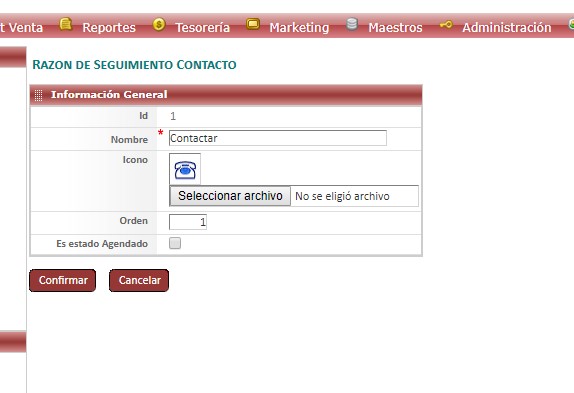 t Venta Reportes Tesorería Marketing Maestros Administración
RAZON DE SEGUIMIENTO CONTACTO
Información General
Id 1
Nombre * Contactar
Icono
Seleccionar archivo No se eligió archivo
Orden 1
Es estado Agendado
Confirmar Cancelar